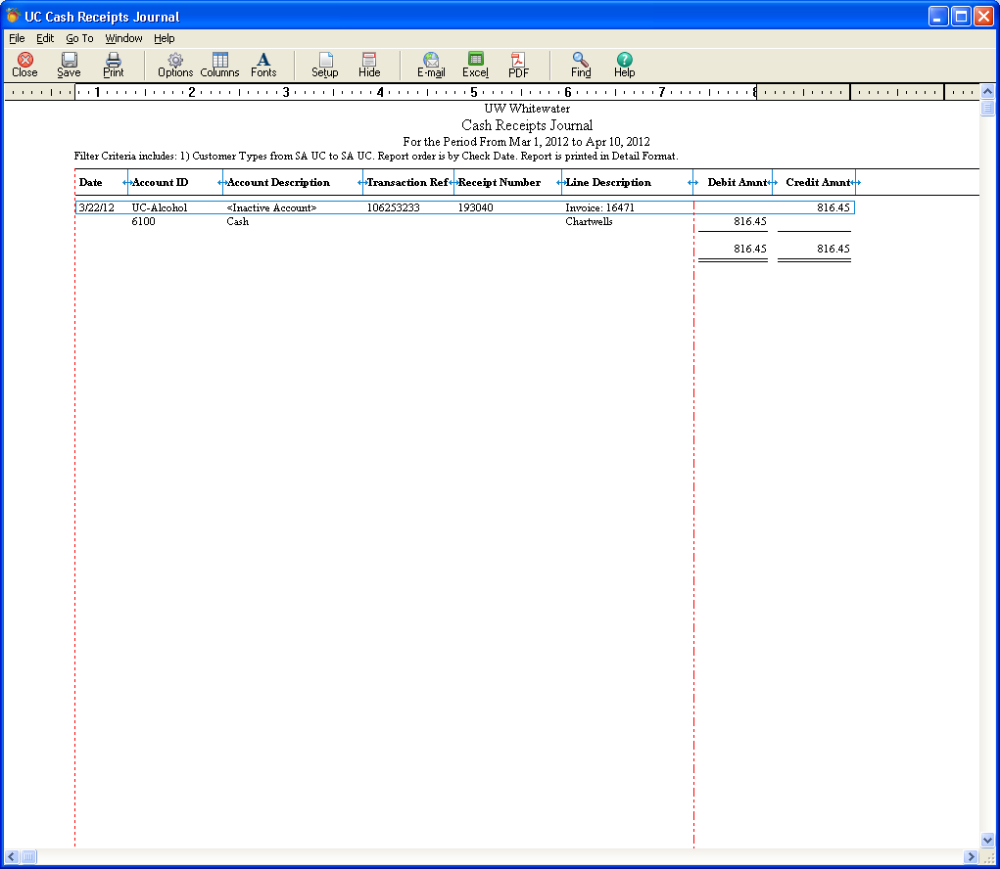 UC Cash Receipts Journal
File Edit Go To Window Help
Close Save Print Options Columns Fonts Setup Hide E-mail Excel PDF Find Help
1 2 3 4 5 6 7 8
UW Whitewater
Cash Receipts Journal
For the Period From Mar 1, 2012 to Apr 10, 2012
Filter Criteria includes: 1) Customer Types from SA UC to SA UC. Report order is by Check Date. Report is printed in Detail Format.
Date Account ID Account Description Transaction Ref Receipt Number Line Description Debit Amnt Credit Amnt
3/22/12 UC-Alcohol <Inactive Account> 106253233 193040 Invoice: 16471 816.45
6100 Cash Chartwells 816.45
816.45 816.45